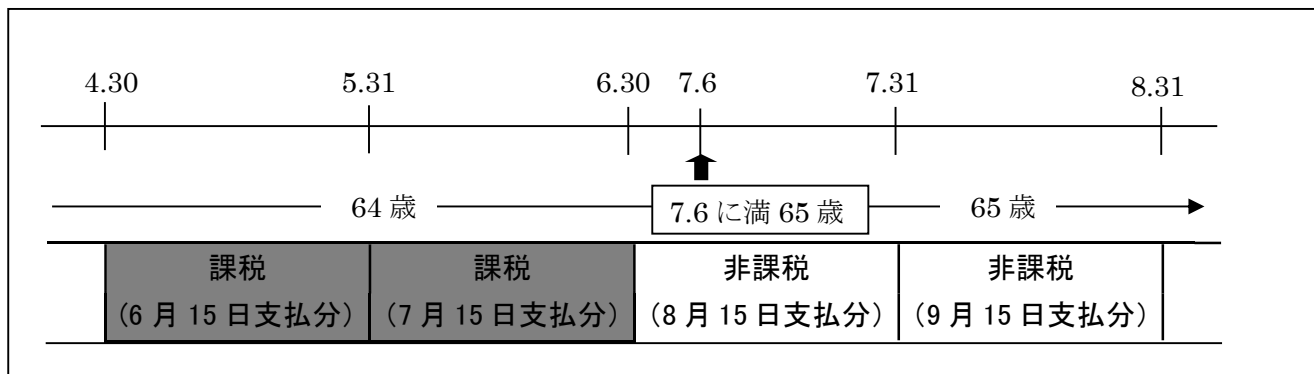 4.30 5.31 6.30 7.6 7.31 8.31
64 歳 7.6 に満 65 歳 65 歳
課税 課税 非課税 非課税
(6 月 15 日支払分) (7 月 15 日支払分) (8 月 15 日支払分) (9 月 15 日支払分)